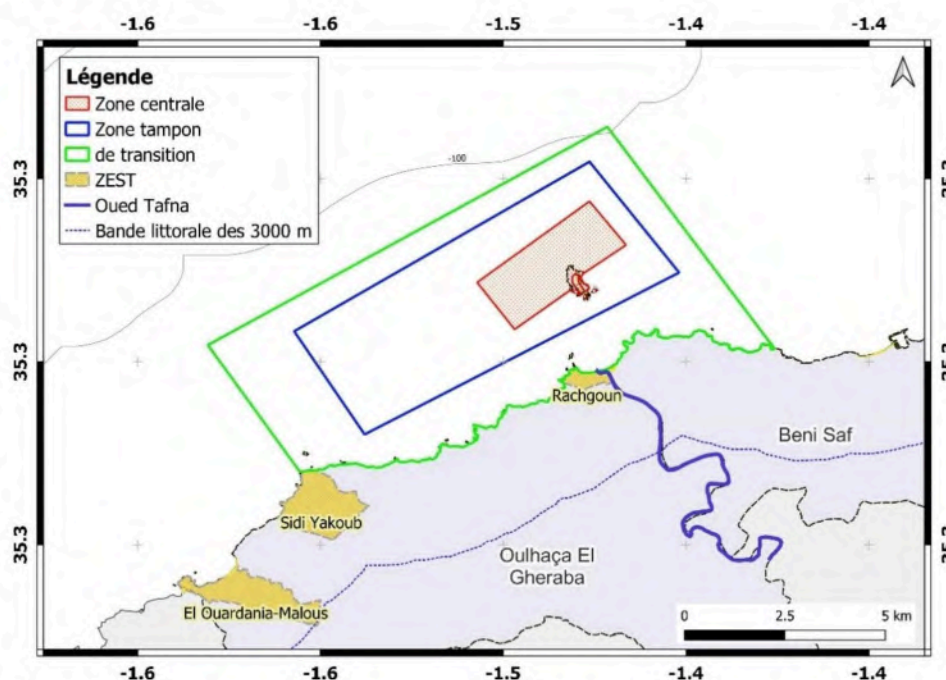 -1.6 -1.6 -1.5 -1.4 -1.4
Légende
Zone centrale
Zone tampon
de transition
ZEST
Oued Tafna
Bande littorale des 3000 m
-100
35.3
35.3
35.3
Rachgoun
Beni Saf
Sidi Yakoub
Oulhaça El
Gheraba
El Ouardania-Malous
0 2.5 5 km
-1.6 -1.6 -1.5 -1.4 -1.4